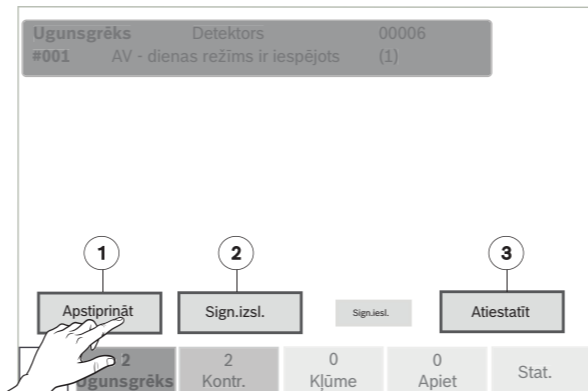 Ugunsgrēks Detektors 00006
#001 AV - dienas režīms ir iespējots (1)
1 2 3
Apstiprināt Sign.izsl. Sign.iesl. Atiestatīt
2 2 0 0
Ugunsgrēks Kontr. Kļūme Apiet Stat.